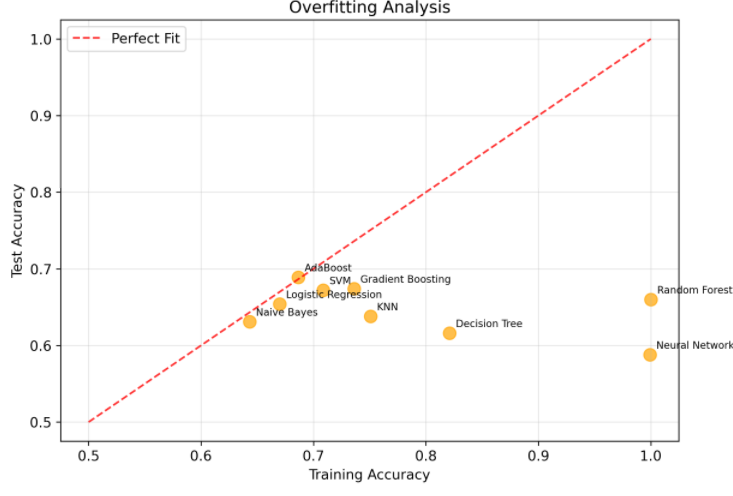 Overfitting Analysis
Perfect Fit
1.0
0.9
0.8
0.7
0.6
0.5
Test Accuracy
AdaBoost
SVM
Gradient Boosting
Logistic Regression
Naive Bayes
KNN
Decision Tree
Random Forest
Neural Network
0.5 0.6 0.7 0.8 0.9 1.0
Training Accuracy